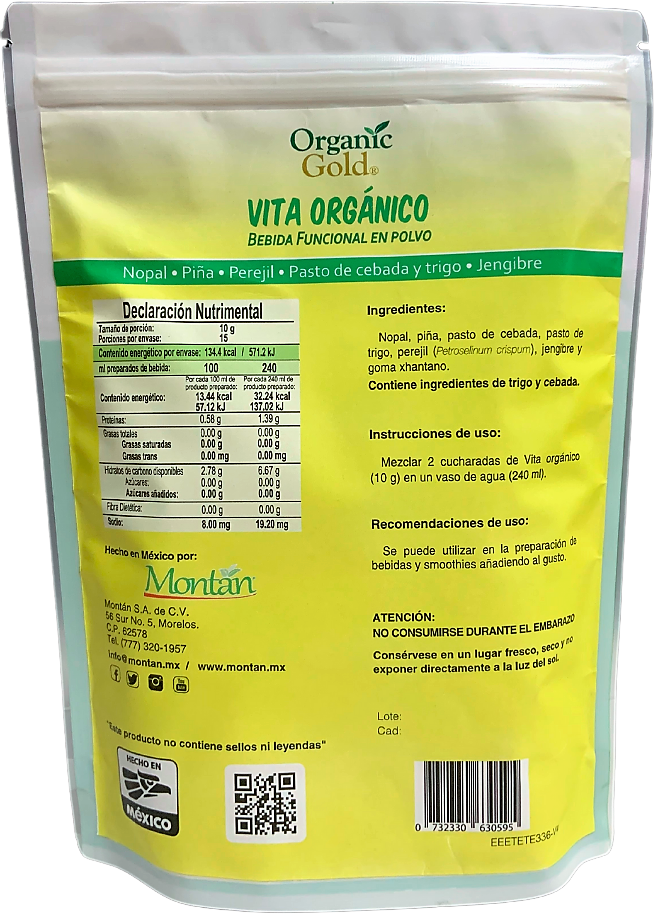 Organic
Gold®
VITA ORGÁNICO
BEBIDA FUNCIONAL EN POLVO
Nopal • Piña • Perejil • Pasto de cebada y trigo • Jengibre
Declaración Nutrimental
Tamaño de porción: 10 g
Porciones por envase: 15
Contenido energético por envase: 134.4 kcal / 571.2 kJ
ml preparados de bebida: 100 240
Por cada 100 ml de producto preparado: Por cada 240 ml de producto preparado:
Contenido energético: 13.44 kcal 32.24 kcal
57.12 kJ 137.02 kJ
Proteínas: 0.58 g 1.39 g
Grasas totales 0.00 g 0.00 g
Grasas saturadas 0.00 g 0.00 g
Grasas trans 0.00 mg 0.00 mg
Hidratos de carbono disponibles 2.78 g 6.67 g
Azúcares: 0.00 g 0.00 g
Azúcares añadidos: 0.00 g 0.00 g
Fibra Dietética: 0.00 g 0.00 g
Sodio: 8.00 mg 19.20 mg
Hecho en México por:
Montán
Montán S.A. de C.V.
56 Sur No. 5, Morelos.
C.P. 62578
Tel. (777) 320-1957
info@montan.mx / www.montan.mx
You
Tube
"Este producto no contiene sellos ni leyendas"
HECHO EN
MÉXICO
Ingredientes:
Nopal, piña, pasto de cebada, pasto de
trigo, perejil (Petroselinum crispum), jengibre y
goma xhantano.
Contiene ingredientes de trigo y cebada.
Instrucciones de uso:
Mezclar 2 cucharadas de Vita orgánico
(10 g) en un vaso de agua (240 ml).
Recomendaciones de uso:
Se puede utilizar en la preparación de
bebidas y smoothies añadiendo al gusto.
ATENCIÓN:
NO CONSUMIRSE DURANTE EL EMBARAZO
Consérvese en un lugar fresco, seco y no
exponer directamente a la luz del sol.
Lote:
Cad:
0 732330 630595